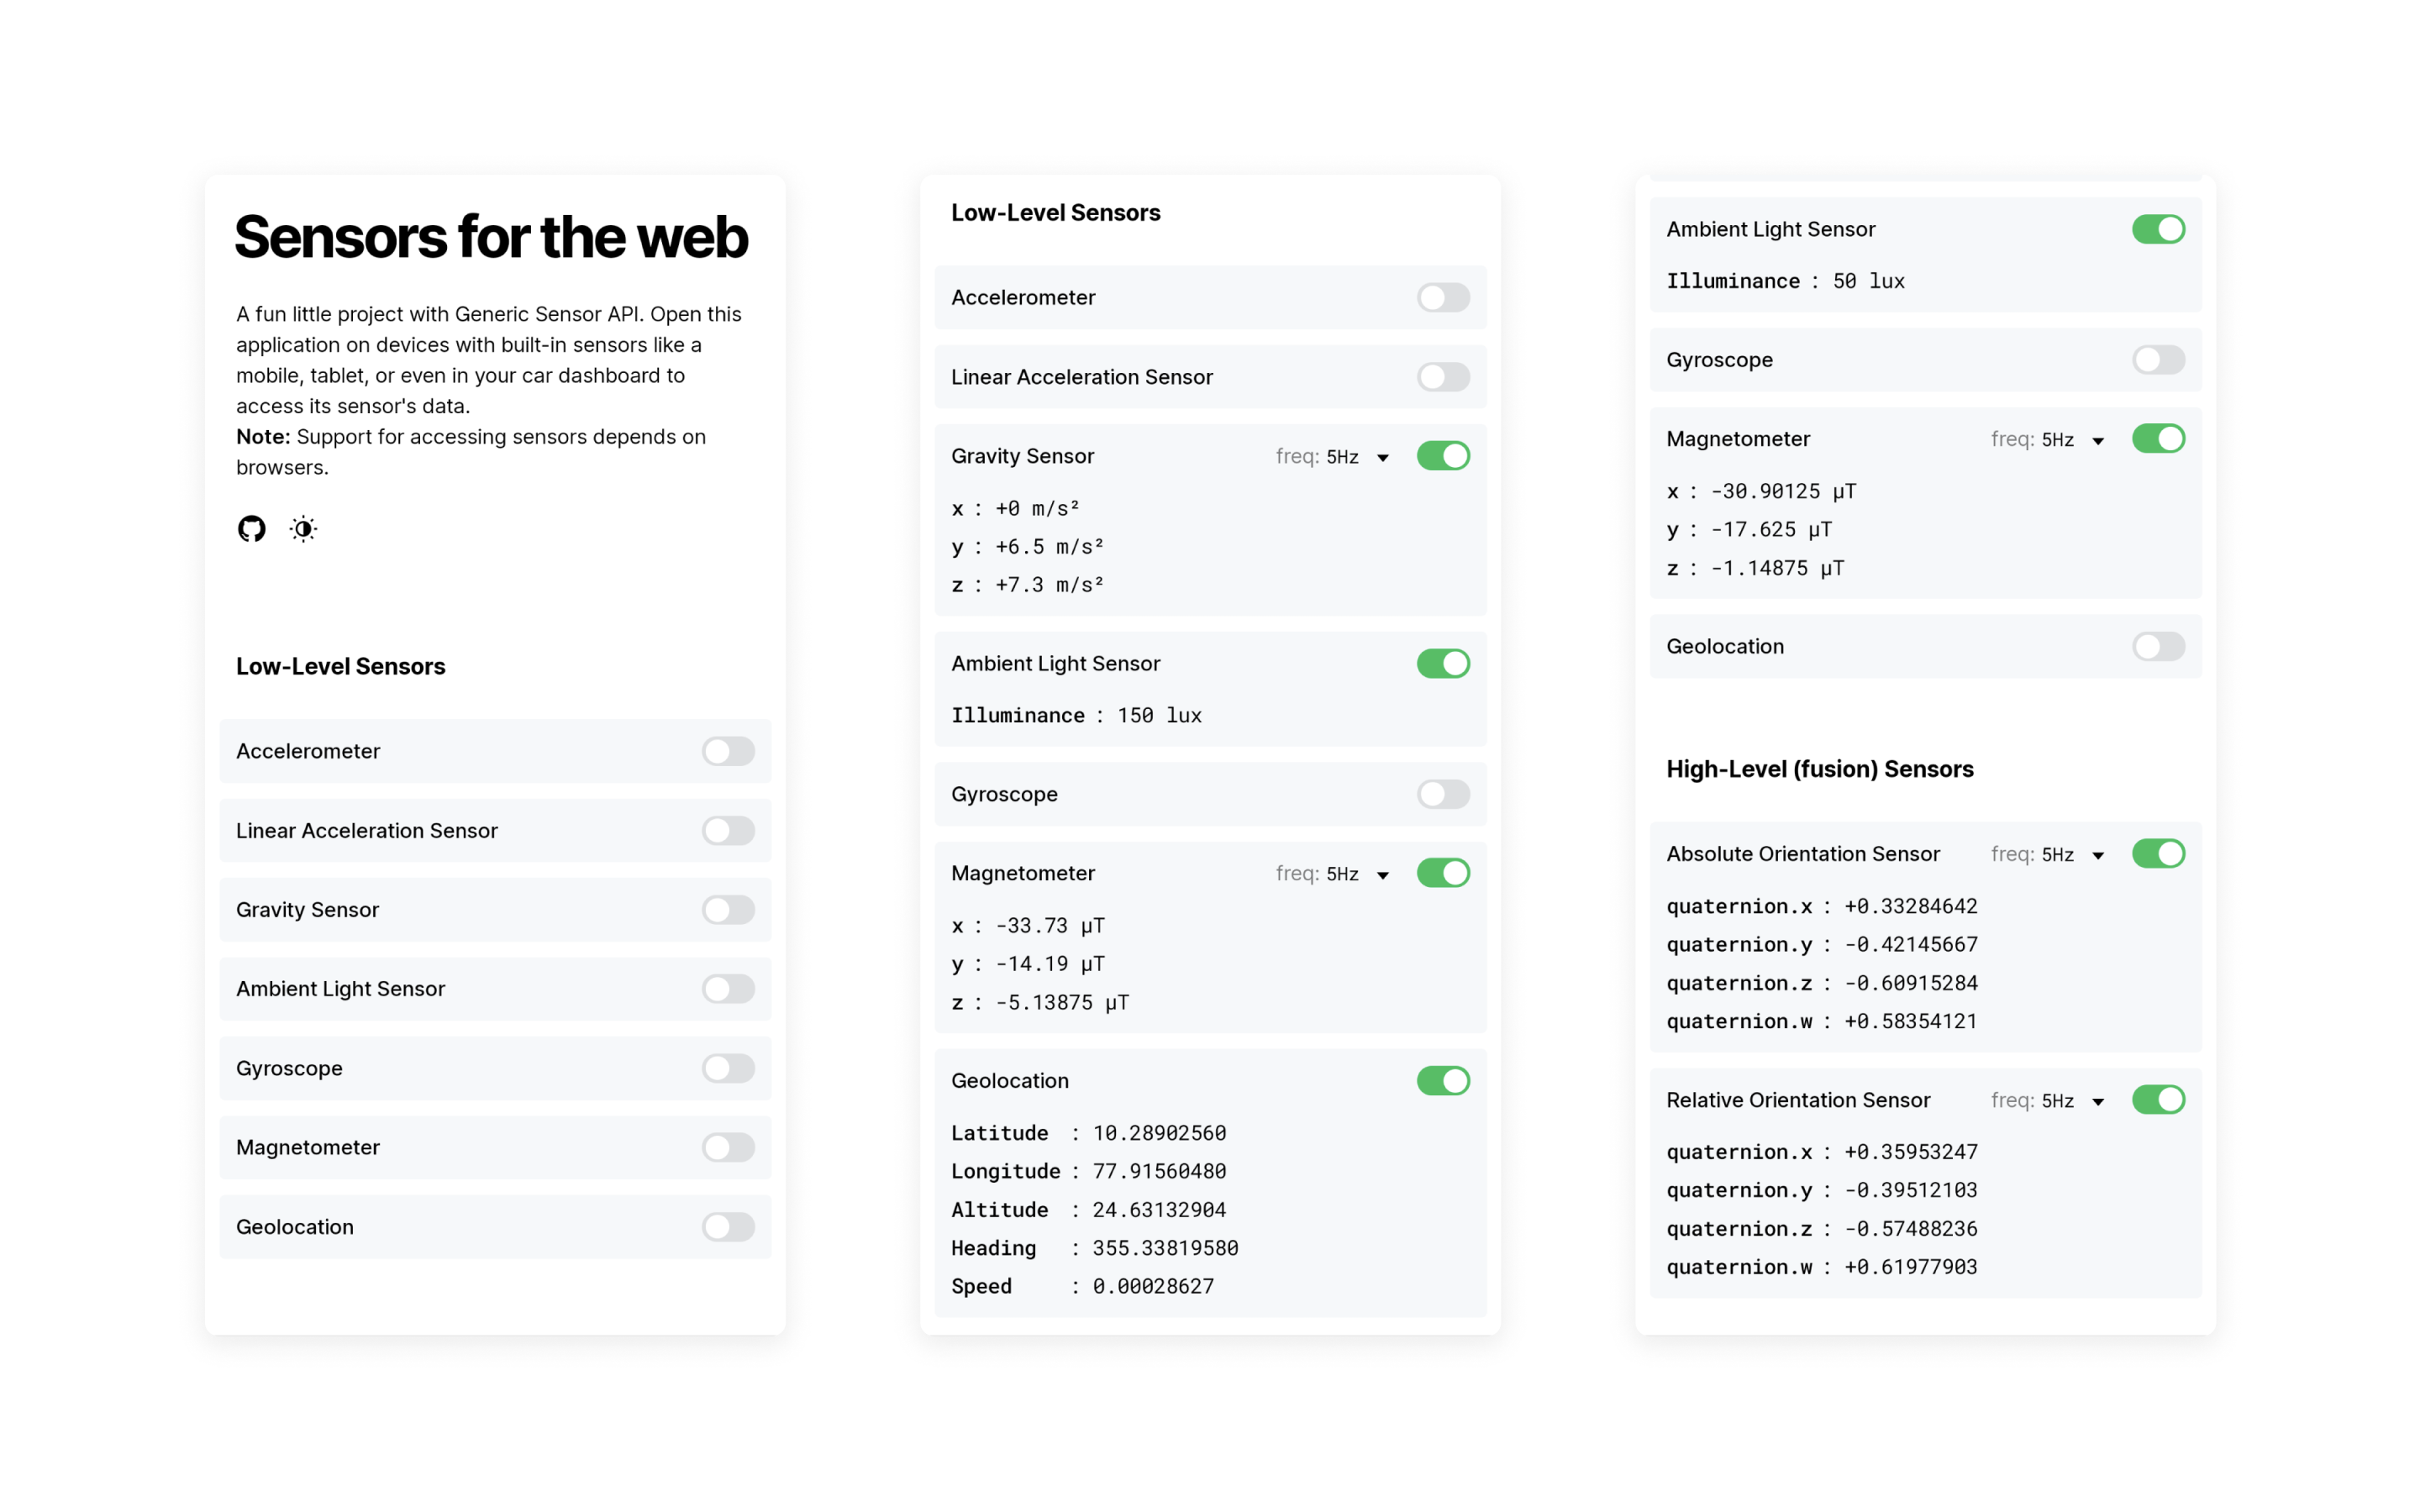 Sensors for the web
A fun little project with Generic Sensor API. Open this
application on devices with built-in sensors like a
mobile, tablet, or even in your car dashboard to
access its sensor's data.
Note: Support for accessing sensors depends on
browsers.
Low-Level Sensors
Accelerometer
Linear Acceleration Sensor
Gravity Sensor
Ambient Light Sensor
Gyroscope
Magnetometer
Geolocation
Low-Level Sensors
Accelerometer
Linear Acceleration Sensor
Gravity Sensor freq: 5Hz
x : +0 m/s²
y : +6.5 m/s²
z : +7.3 m/s²
Ambient Light Sensor
Illuminance : 150 lux
Gyroscope
Magnetometer freq: 5Hz
x : -33.73 µT
y : -14.19 µT
z : -5.13875 µT
Geolocation
Latitude : 10.28902560
Longitude : 77.91560480
Altitude : 24.63132904
Heading : 355.33819580
Speed : 0.00028627
Ambient Light Sensor
Illuminance : 50 lux
Gyroscope
Magnetometer freq: 5Hz
x : -30.90125 µT
y : -17.625 µT
z : -1.14875 µT
Geolocation
High-Level (fusion) Sensors
Absolute Orientation Sensor freq: 5Hz
quaternion.x : +0.33284642
quaternion.y : -0.42145667
quaternion.z : -0.60915284
quaternion.w : +0.58354121
Relative Orientation Sensor freq: 5Hz
quaternion.x : +0.35953247
quaternion.y : -0.39512103
quaternion.z : -0.57488236
quaternion.w : +0.61977903